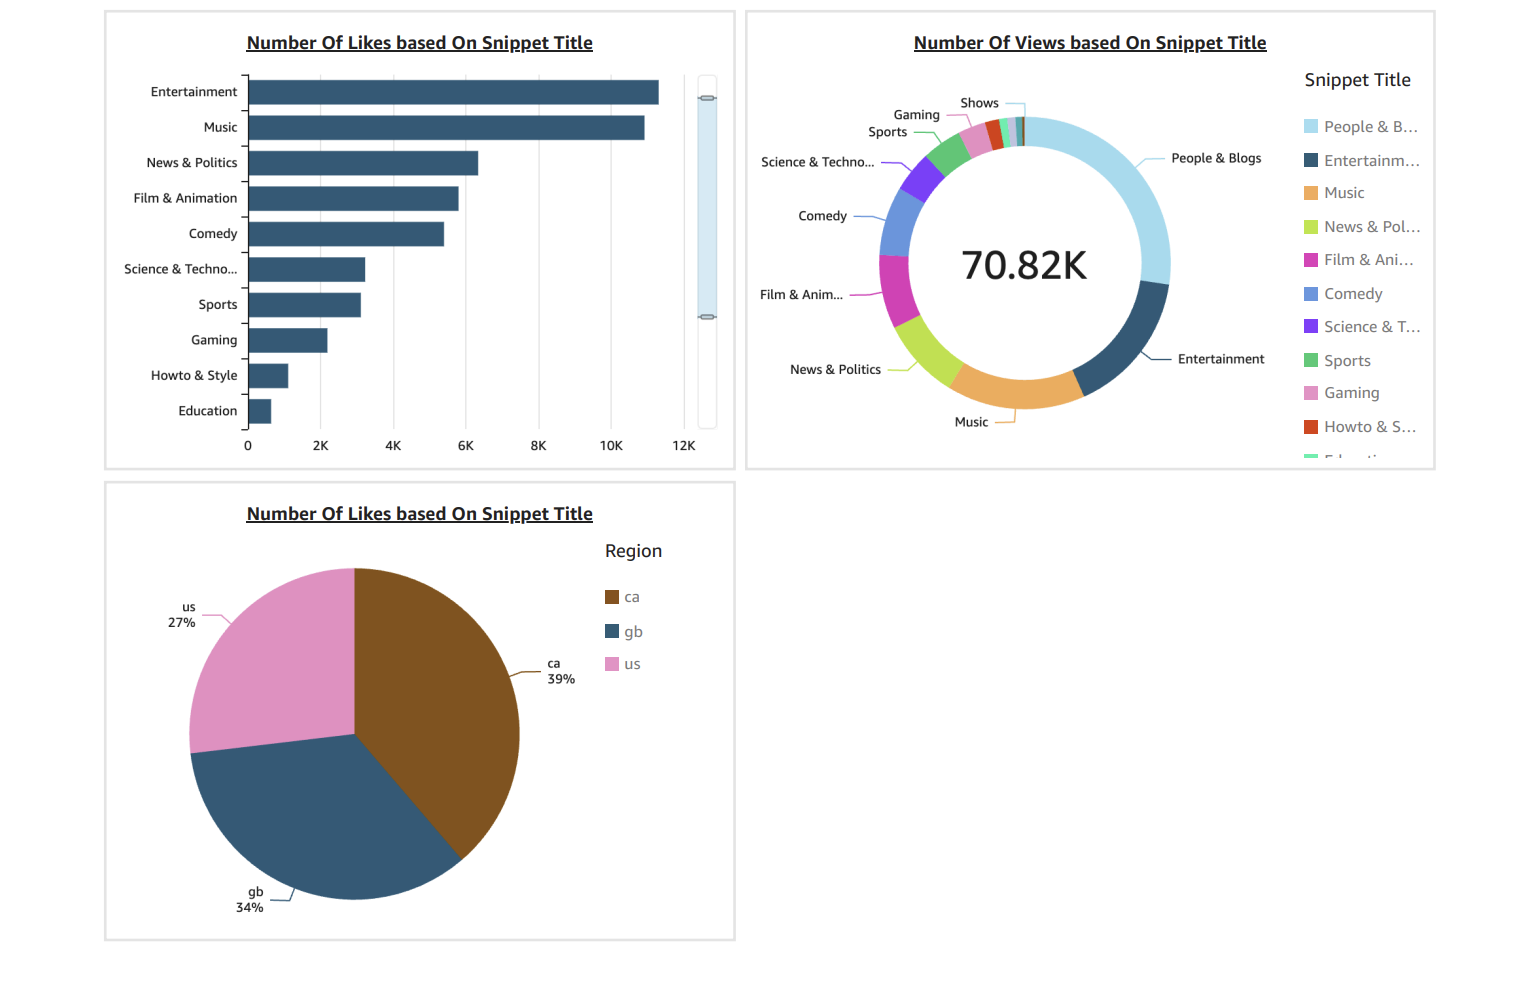 Number Of Likes based On Snippet Title
Entertainment
Music
News & Politics
Film & Animation
Comedy
Science & Techno...
Sports
Gaming
Howto & Style
Education
0 2K 4K 6K 8K 10K 12K
Number Of Views based On Snippet Title
Shows
Gaming
Sports
Science & Techno...
Comedy
Film & Anim...
News & Politics
Music
People & Blogs
Entertainment
70.82K
Snippet Title
People & B...
Entertainm...
Music
News & Pol...
Film & Ani...
Comedy
Science & T...
Sports
Gaming
Howto & S...
Number Of Likes based On Snippet Title
us
27%
ca
39%
gb
34%
Region
ca
gb
us